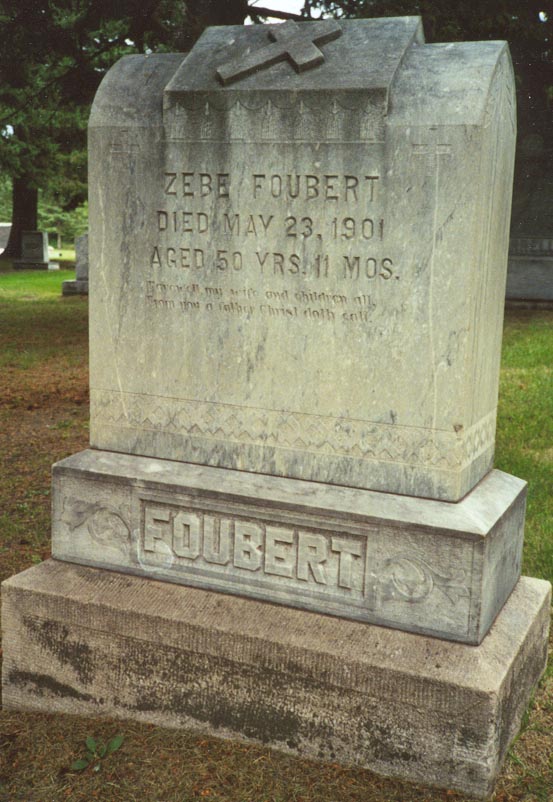 ZEBE FOUBERT
DIED MAY 23, 1901
AGED 50 YRS. 11 MOS.
Farewell my wife and children all,
From you a father Christ doth call.
FOUBERT